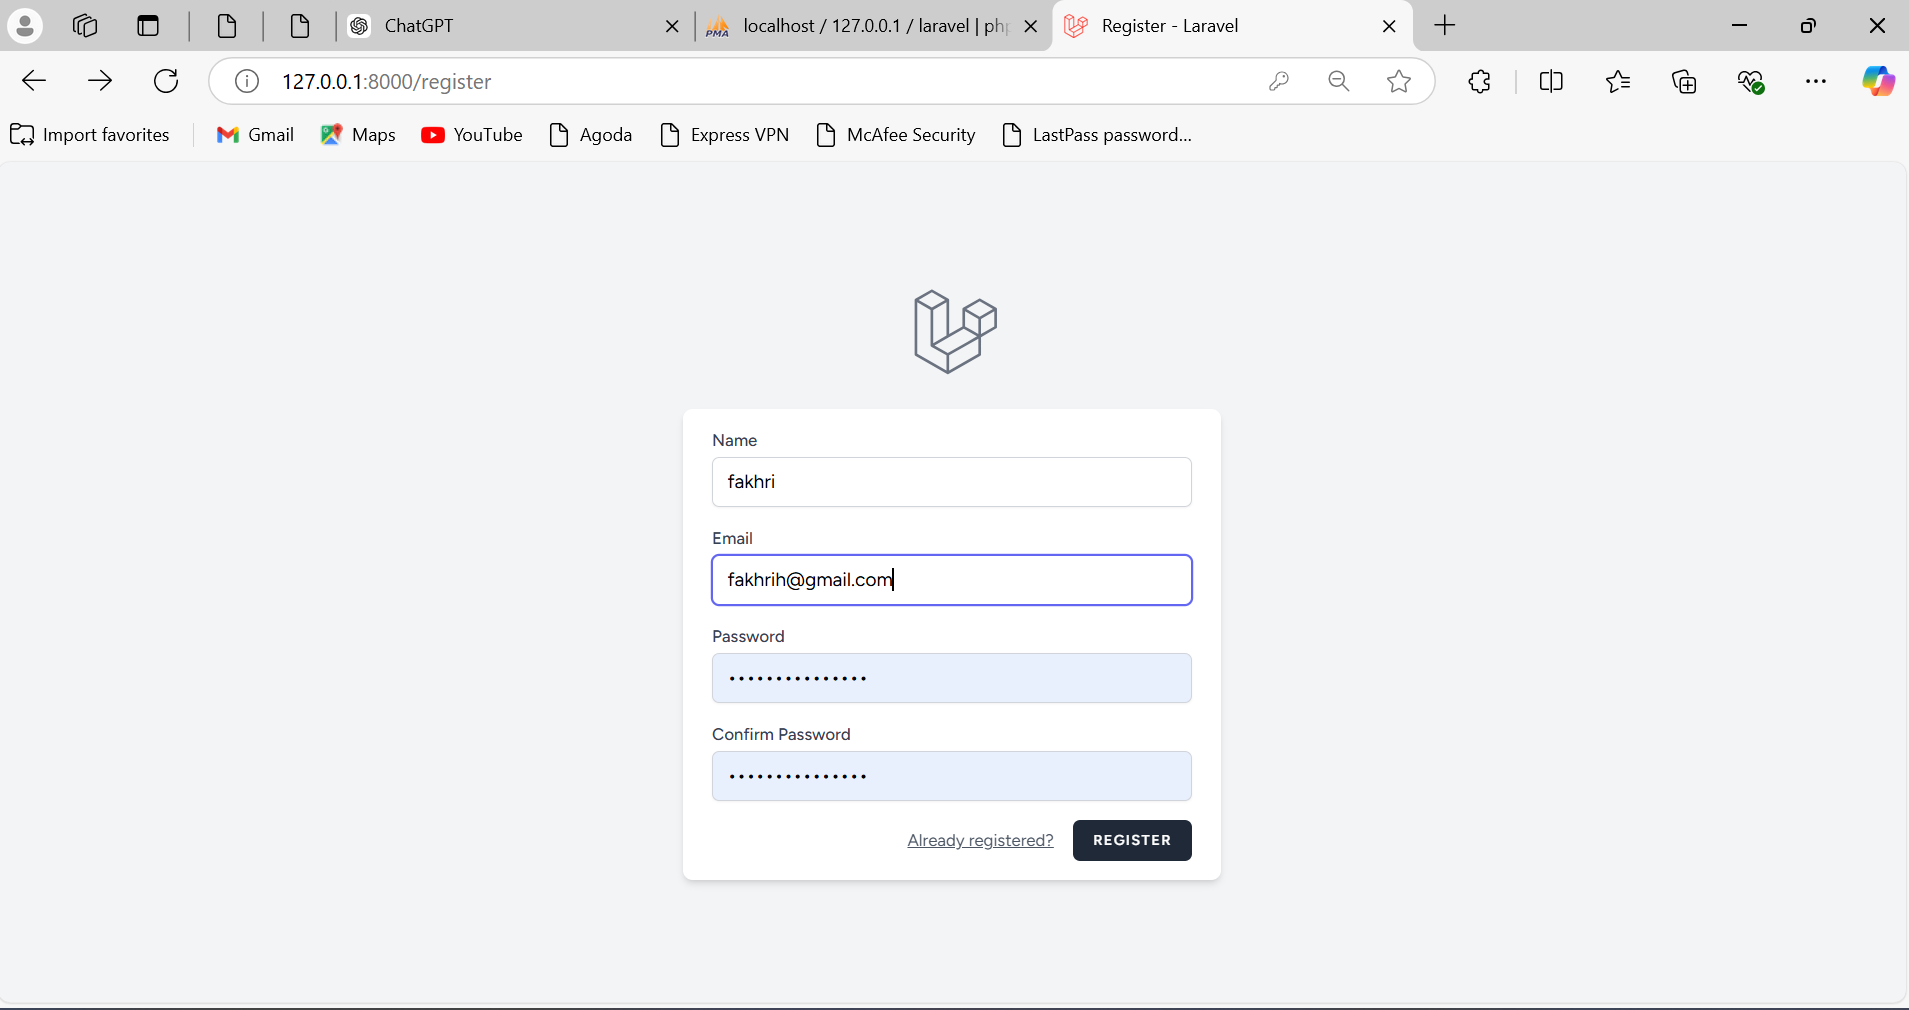 ChatGPT
localhost / 127.0.0.1 / laravel | php
Register - Laravel
127.0.0.1:8000/register
Import favorites
Gmail
Maps
YouTube
Agoda
Express VPN
McAfee Security
LastPass password...
Name
fakhri
Email
fakhrih@gmail.com
Password
•••••••••••••••
Confirm Password
•••••••••••••••
Already registered?
REGISTER